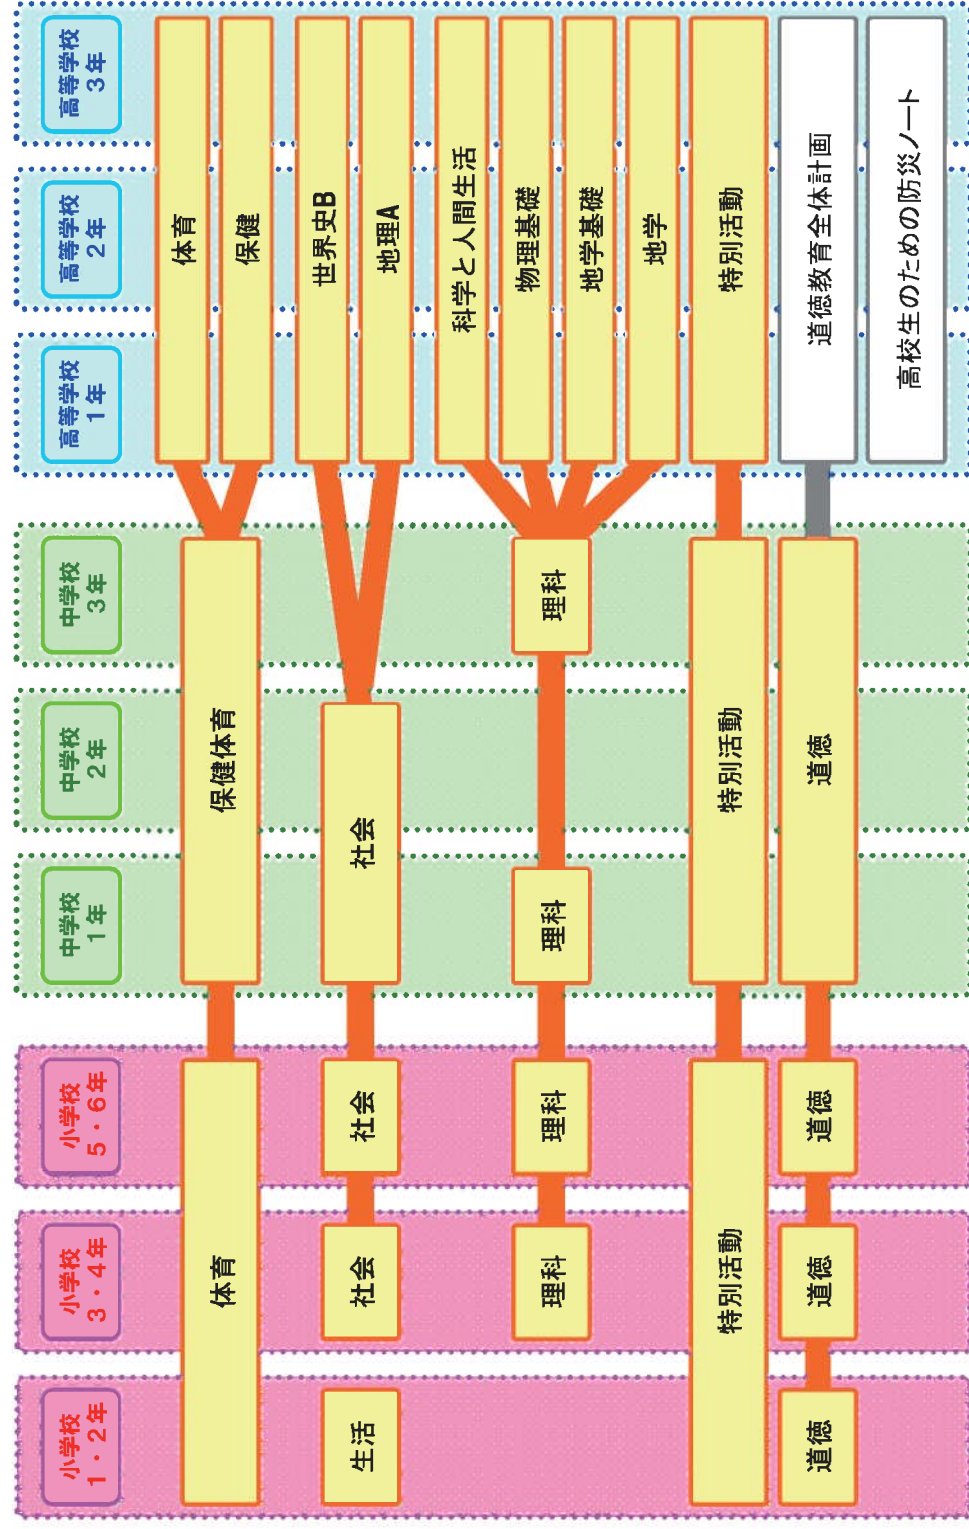 小学校
1・2年
小学校
3・4年
小学校
5・6年
中学校
1年
中学校
2年
中学校
3年
高等学校
1年
高等学校
2年
高等学校
3年
体育
保健体育
体育
保健
生活
社会
社会
社会
世界史B
地理A
理科
理科
理科
理科
科学と人間生活
物理基礎
地学基礎
地学
特別活動
特別活動
特別活動
道徳
道徳
道徳
道徳
道徳教育全体計画
高校生のための防災ノート